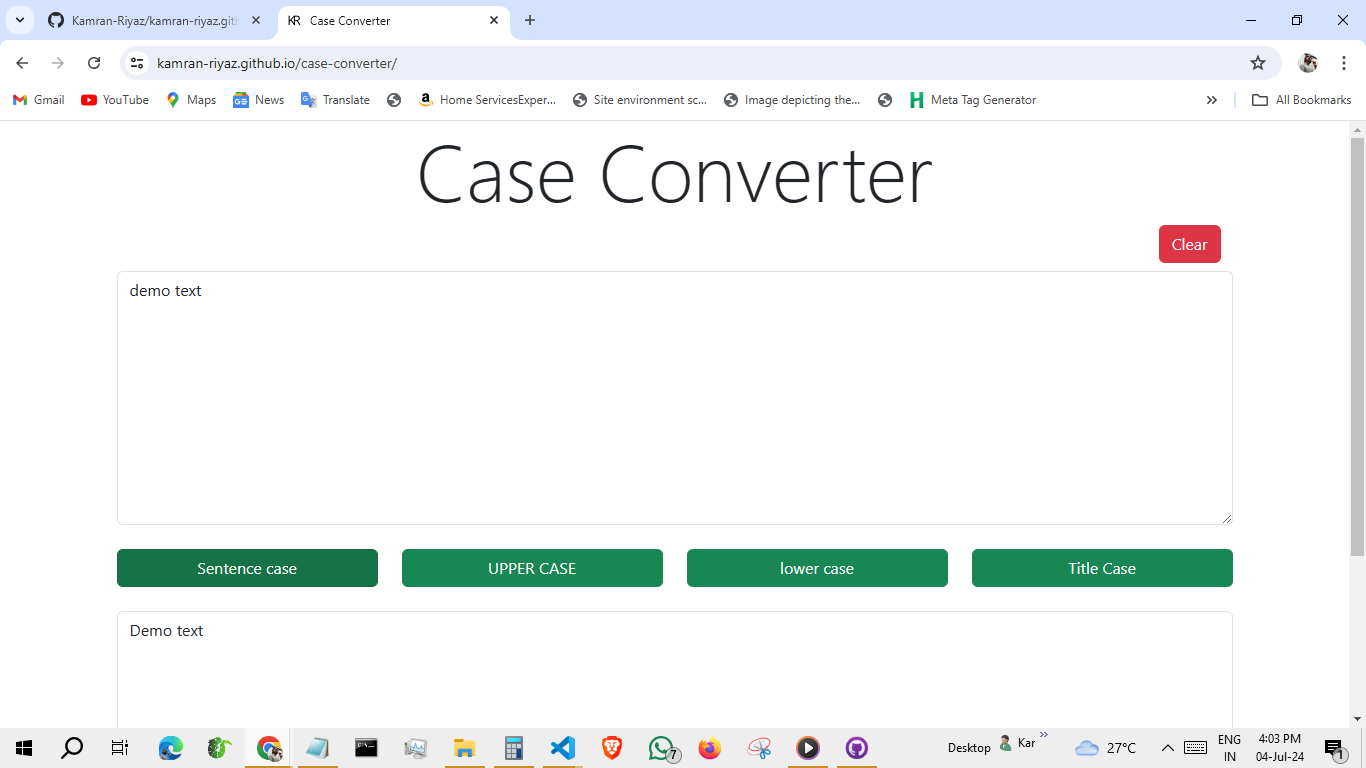 Kamran-Riyaz/kamran-riyaz.gith
KR Case Converter
kamran-riyaz.github.io/case-converter/
Gmail YouTube Maps News Translate Home ServicesExper... Site environment sc... Image depicting the... Meta Tag Generator » All Bookmarks
Case Converter
Clear
demo text
Sentence case UPPER CASE lower case Title Case
Demo text
Desktop Kar » 27°C ENG 4:03 PM
7 IN 04-Jul-24 1